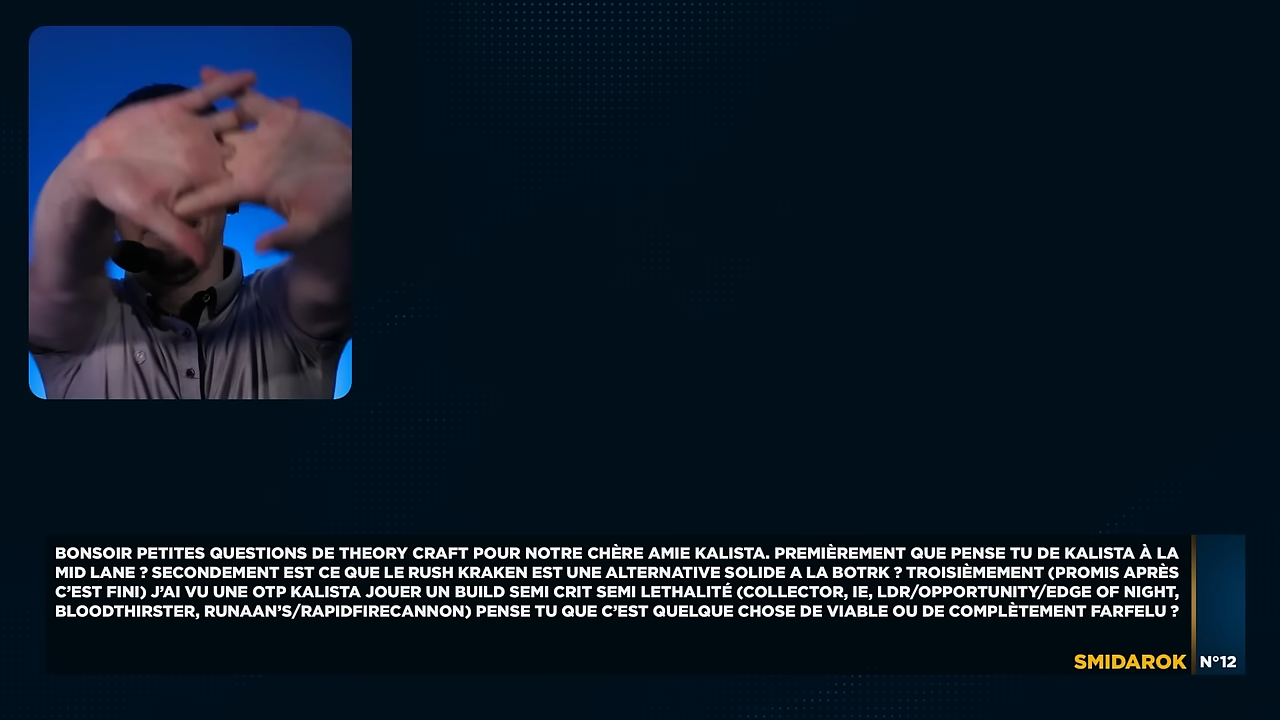 BONSOIR PETITES QUESTIONS DE THEORY CRAFT POUR NOTRE CHÈRE AMIE KALISTA. PREMIÈREMENT QUE PENSE TU DE KALISTA À LA
MID LANE ? SECONDEMENT EST CE QUE LE RUSH KRAKEN EST UNE ALTERNATIVE SOLIDE A LA BOTRK ? TROISIÈMEMENT (PROMIS APRÈS
C'EST FINI) J'AI VU UNE OTP KALISTA JOUER UN BUILD SEMI CRIT SEMI LETHALITÉ (COLLECTOR, IE, LDR/OPPORTUNITY/EDGE OF NIGHT,
BLOODTHIRSTER, RUNAAN'S/RAPIDFIRECANNON) PENSE TU QUE C'EST QUELQUE CHOSE DE VIABLE OU DE COMPLÈTEMENT FARFELU ?
SMIDAROK N°12